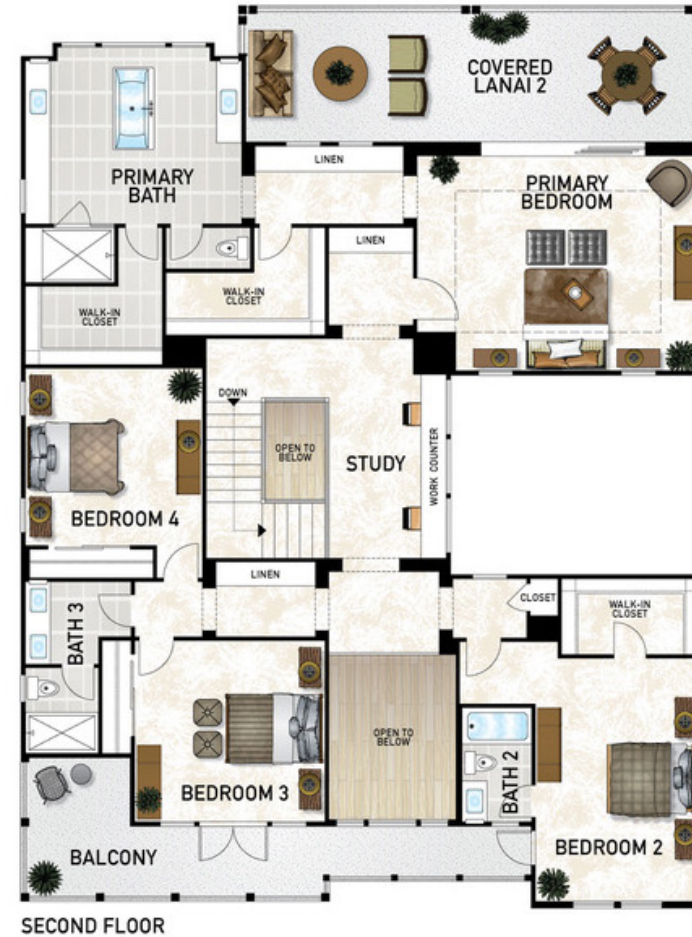 COVERED
LANAI 2
LINEN
PRIMARY
BATH
PRIMARY
BEDROOM
LINEN
WALK-IN
CLOSET
WALK-IN
CLOSET
DOWN
OPEN TO
BELOW
STUDY
WORK COUNTER
BEDROOM 4
LINEN
CLOSET
WALK-IN
CLOSET
BATH 3
OPEN TO
BELOW
BATH 2
BEDROOM 3
BEDROOM 2
BALCONY
SECOND FLOOR